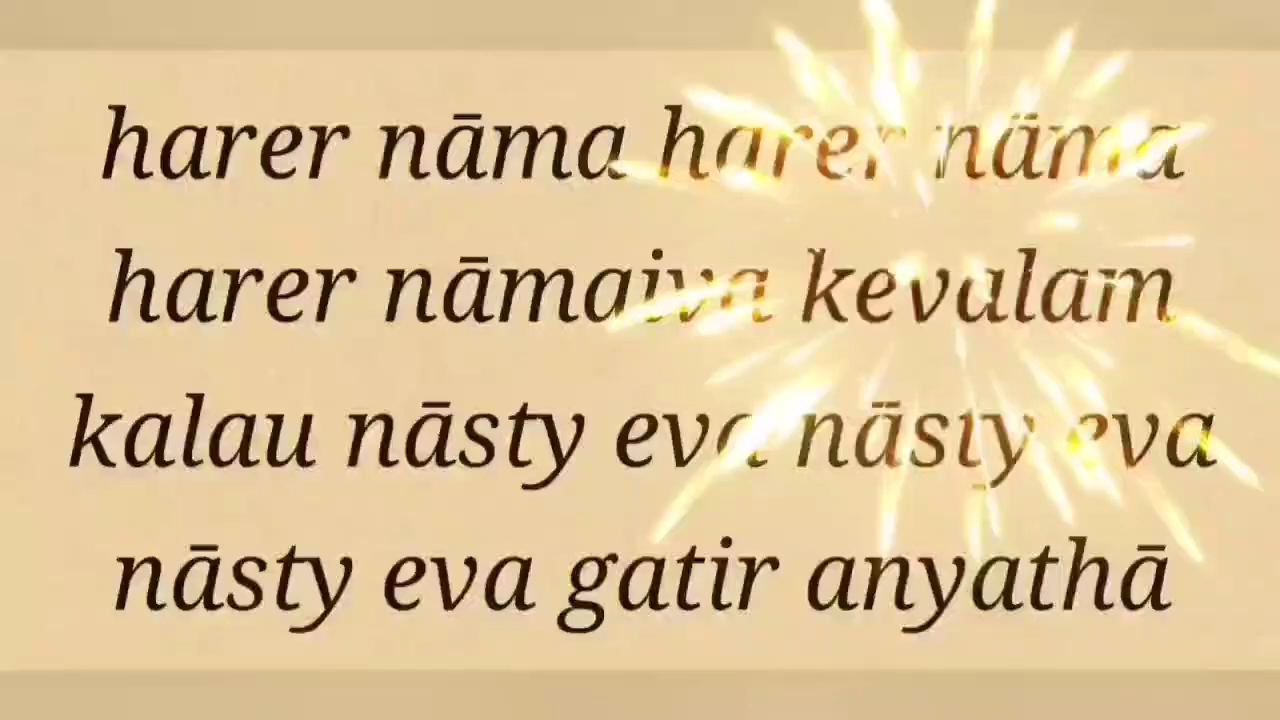 harer nāma harer nāma
harer nāmaiva kevalam
kalau nāsty eva nāsty eva
nāsty eva gatir anyathā